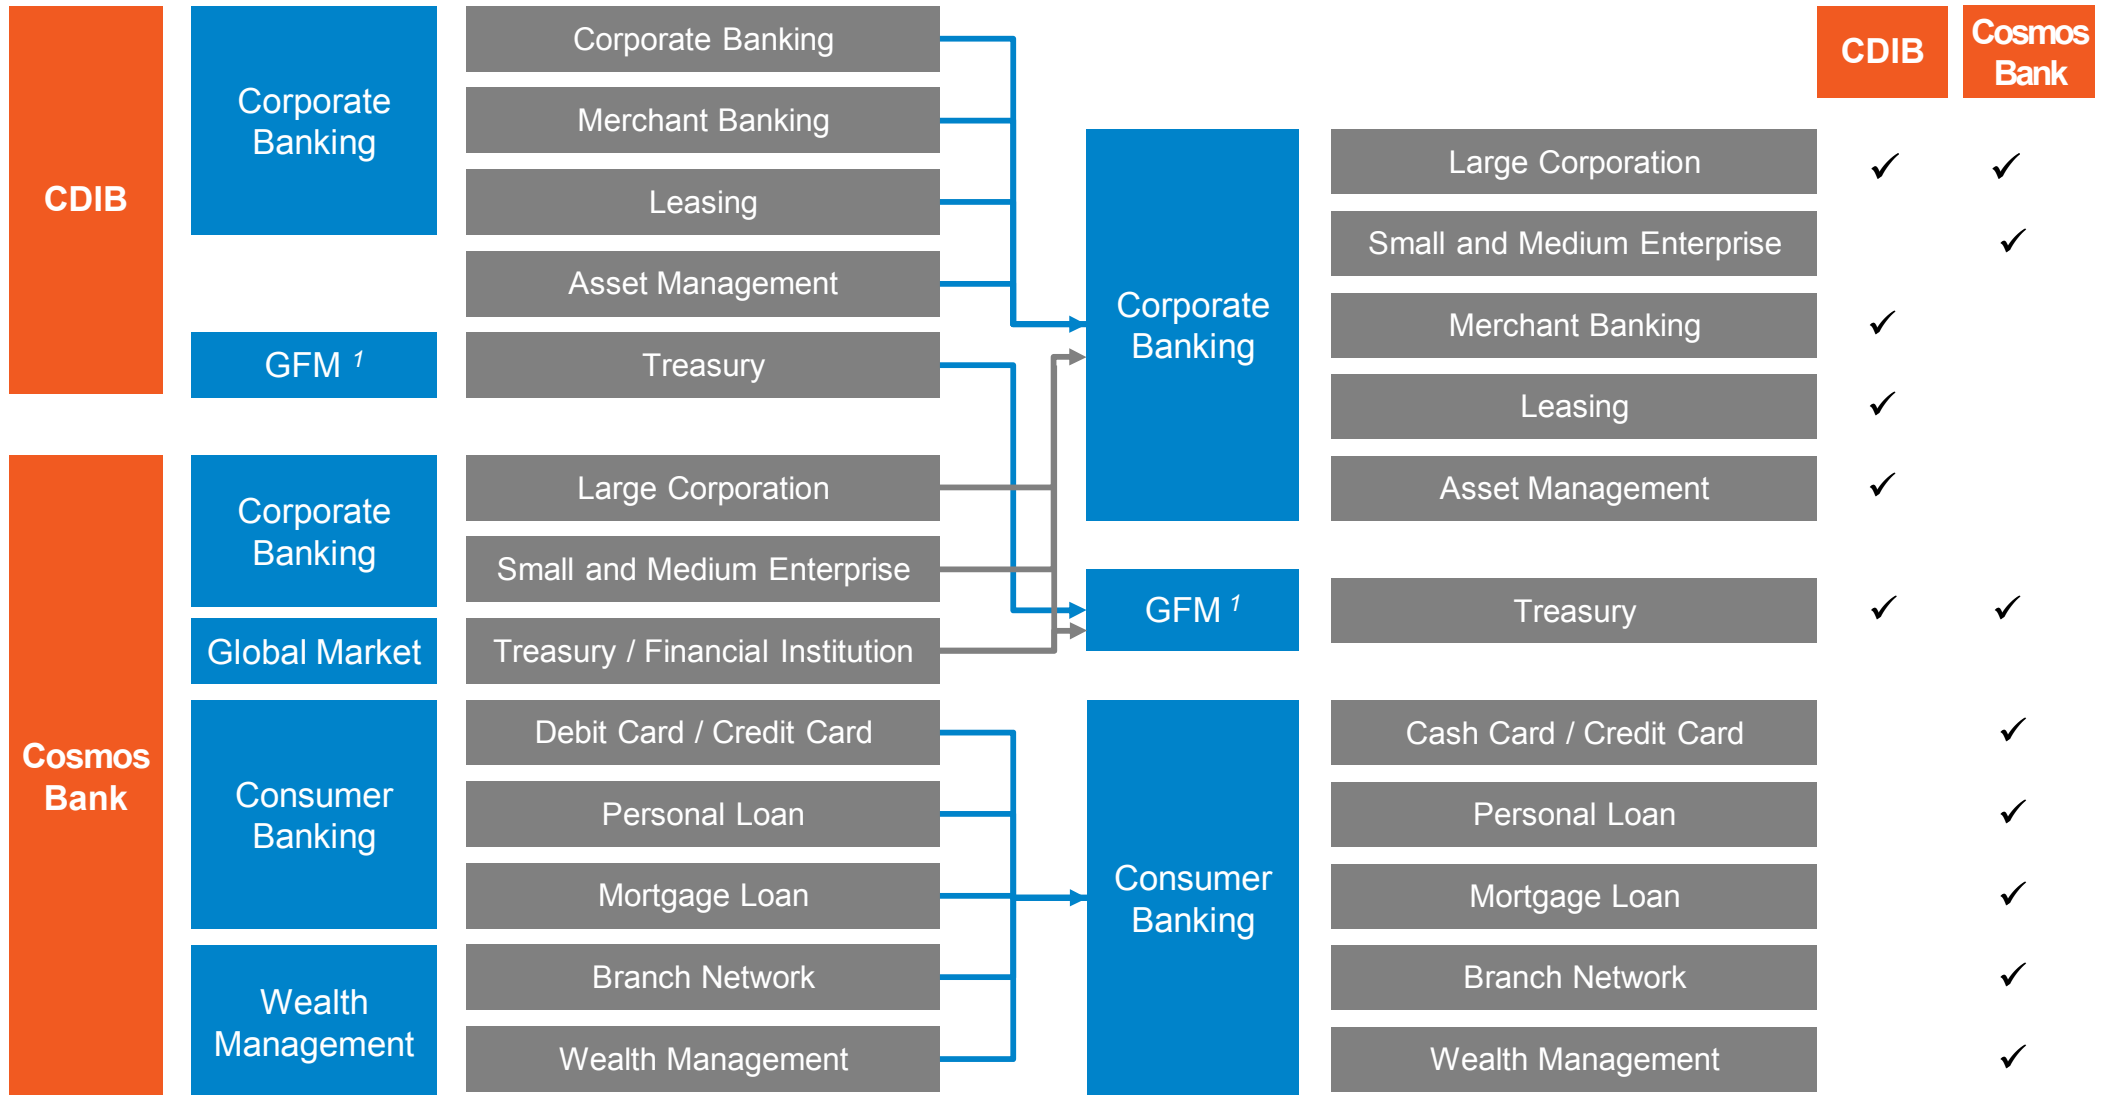 CDIB
Corporate
Banking
GFM 1
Corporate Banking
Merchant Banking
Leasing
Asset Management
Treasury
Cosmos
Bank
Corporate
Banking
Global Market
Consumer
Banking
Wealth
Management
Large Corporation
Small and Medium Enterprise
Treasury / Financial Institution
Debit Card / Credit Card
Personal Loan
Mortgage Loan
Branch Network
Wealth Management
Corporate
Banking
GFM 1
Consumer
Banking
CDIB
Cosmos
Bank
Large Corporation ✓ ✓
Small and Medium Enterprise ✓
Merchant Banking ✓
Leasing ✓
Asset Management ✓
Treasury ✓ ✓
Cash Card / Credit Card ✓
Personal Loan ✓
Mortgage Loan ✓
Branch Network ✓
Wealth Management ✓